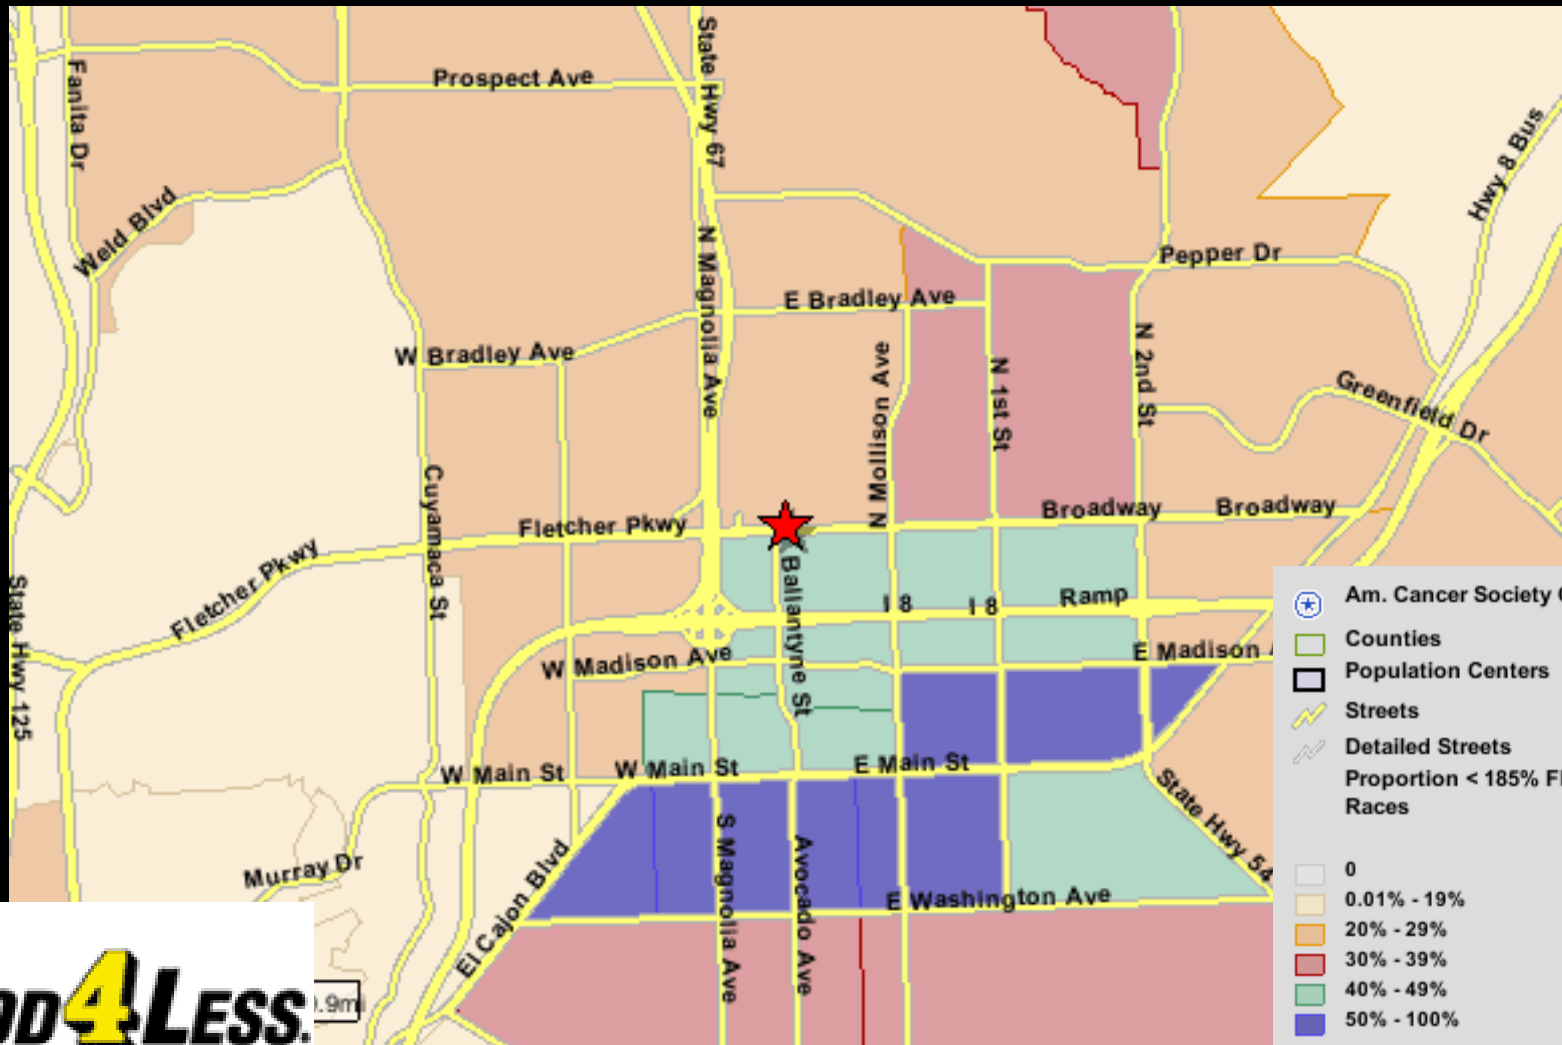 State Hwy 67
Fanita Dr
Prospect Ave
Hwy 8 Bus
Weld Blvd
N Magnolia Ave
Pepper Dr
E Bradley Ave
W Bradley Ave
N Mollison Ave
N 1st St
N 2nd St
Greenfield Dr
Cuyamaca St
Fletcher Pkwy
Broadway
Broadway
Fletcher Pkwy
Ballantyne St
State Hwy 125
I 8
I 8
Ramp
W Madison Ave
E Madison
W Main St
W Main St
E Main St
State Hwy 54
Murray Dr
El Cajon Blvd
S Magnolia Ave
Avocado Ave
E Washington Ave
Am. Cancer Society
Counties
Population Centers
Streets
Detailed Streets
Proportion < 185%
Races
0
0.01% - 19%
20% - 29%
30% - 39%
40% - 49%
50% - 100%
4LESS.
.9mi